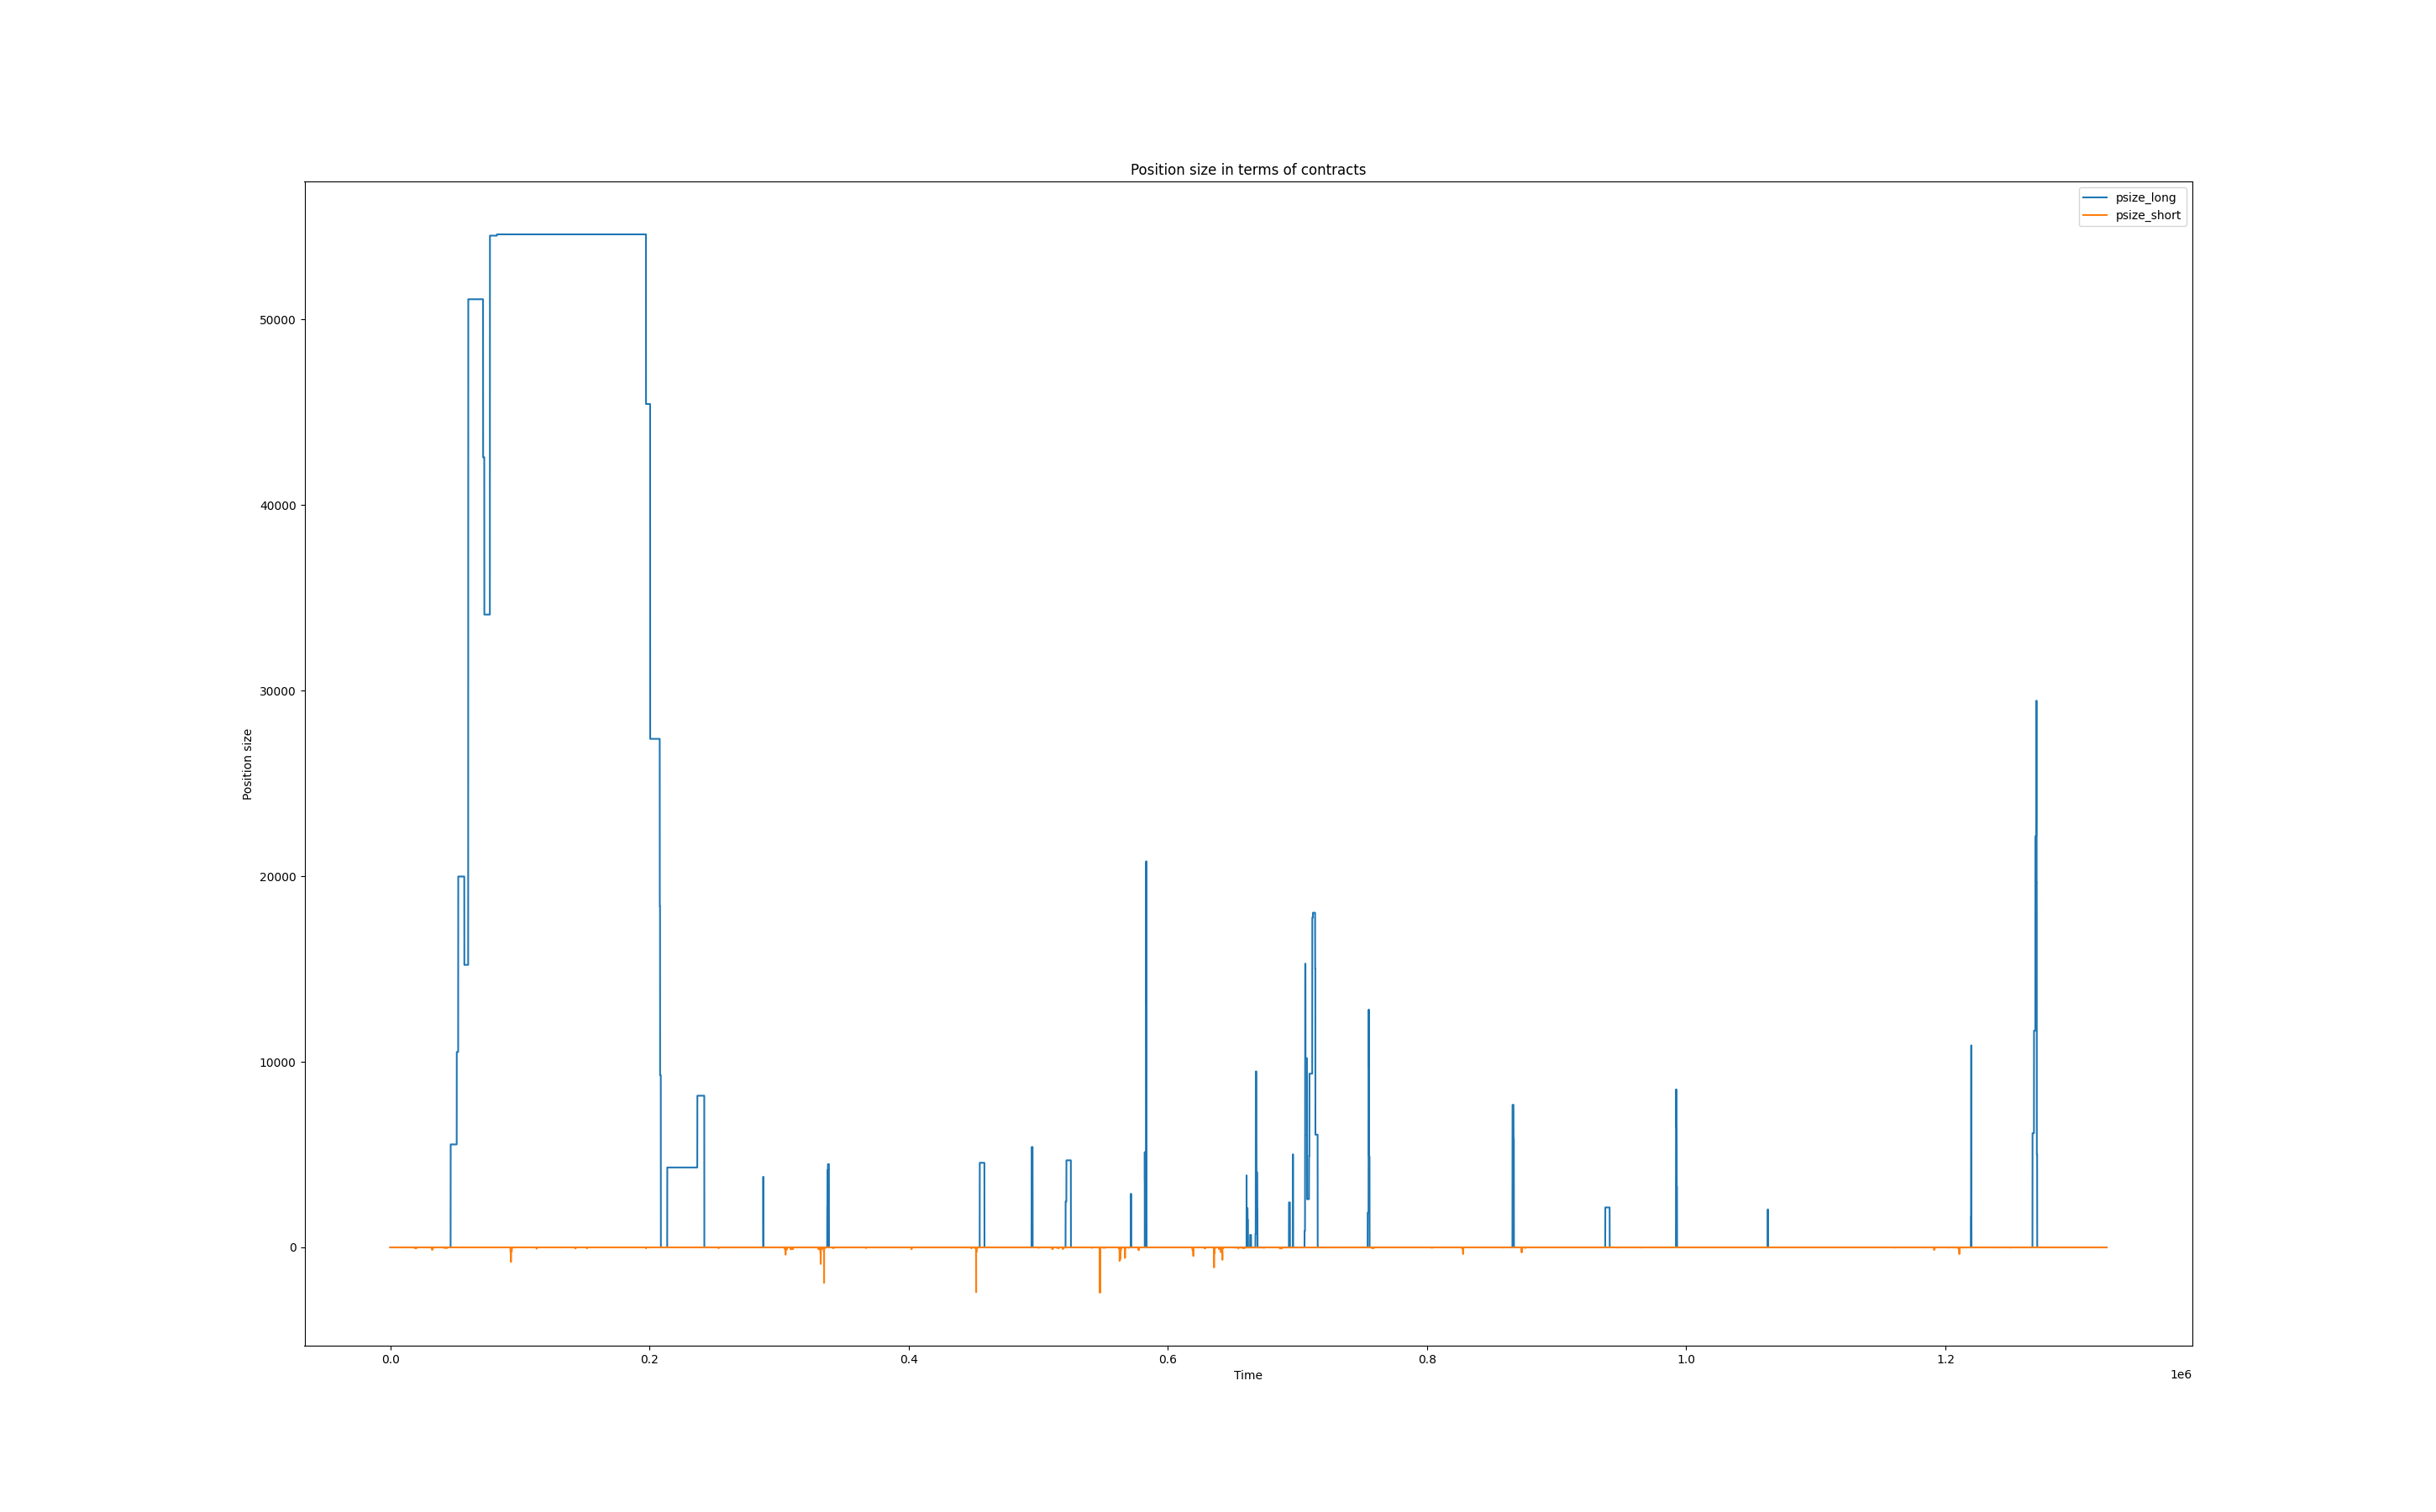 Position size in terms of contracts
psize_long
psize_short
50000
40000
30000
20000
10000
0
Position size
0.0 0.2 0.4 0.6 0.8 1.0 1.2
Time
1e6